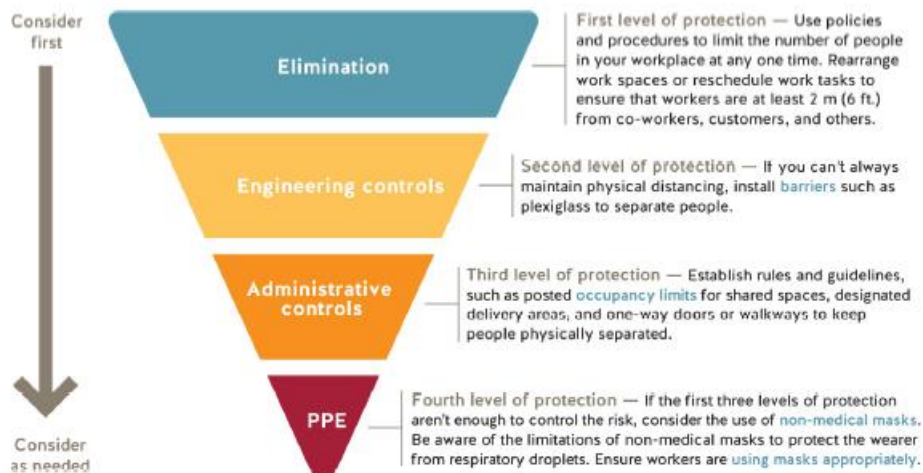 Consider
first
Elimination
First level of protection — Use policies
and procedures to limit the number of people
in your workplace at any one time. Rearrange
work spaces or reschedule work tasks to
ensure that workers are at least 2 m (6 ft.)
from co-workers, customers, and others.
Engineering controls
Second level of protection — If you can't always
maintain physical distancing, install barriers such as
plexiglass to separate people.
Administrative
controls
Third level of protection — Establish rules and guidelines,
such as posted occupancy limits for shared spaces, designated
delivery areas, and one-way doors or walkways to keep
people physically separated.
PPE
Fourth level of protection — If the first three levels of protection
aren't enough to control the risk, consider the use of non-medical masks.
Be aware of the limitations of non-medical masks to protect the wearer
from respiratory droplets. Ensure workers are using masks appropriately.
Consider
as needed